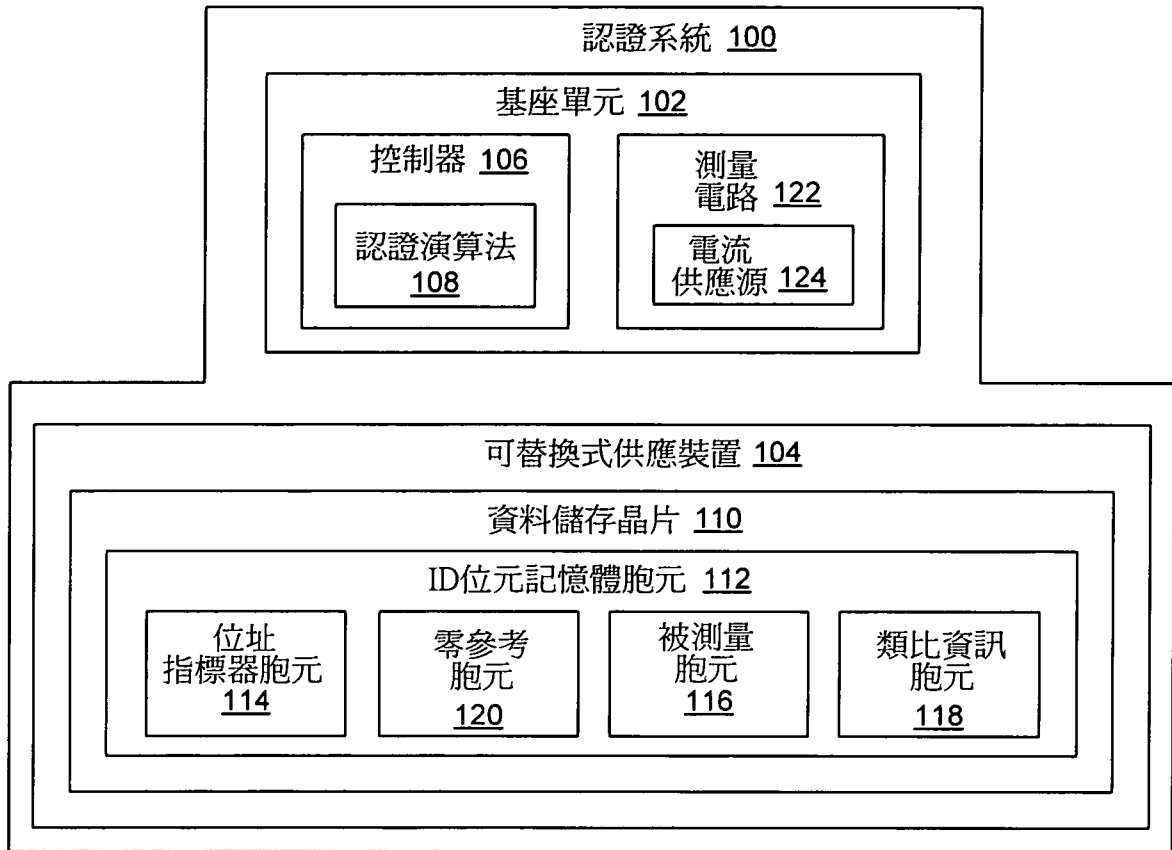 認證系統 100
基座單元 102
控制器 106
認證演算法
108
測量
電路 122
電流
供應源 124
可替換式供應裝置 104
資料儲存晶片 110
ID位元記憶體胞元 112
位址
指標器胞元
114
零參考
胞元
120
被測量
胞元
116
類比資訊
胞元
118